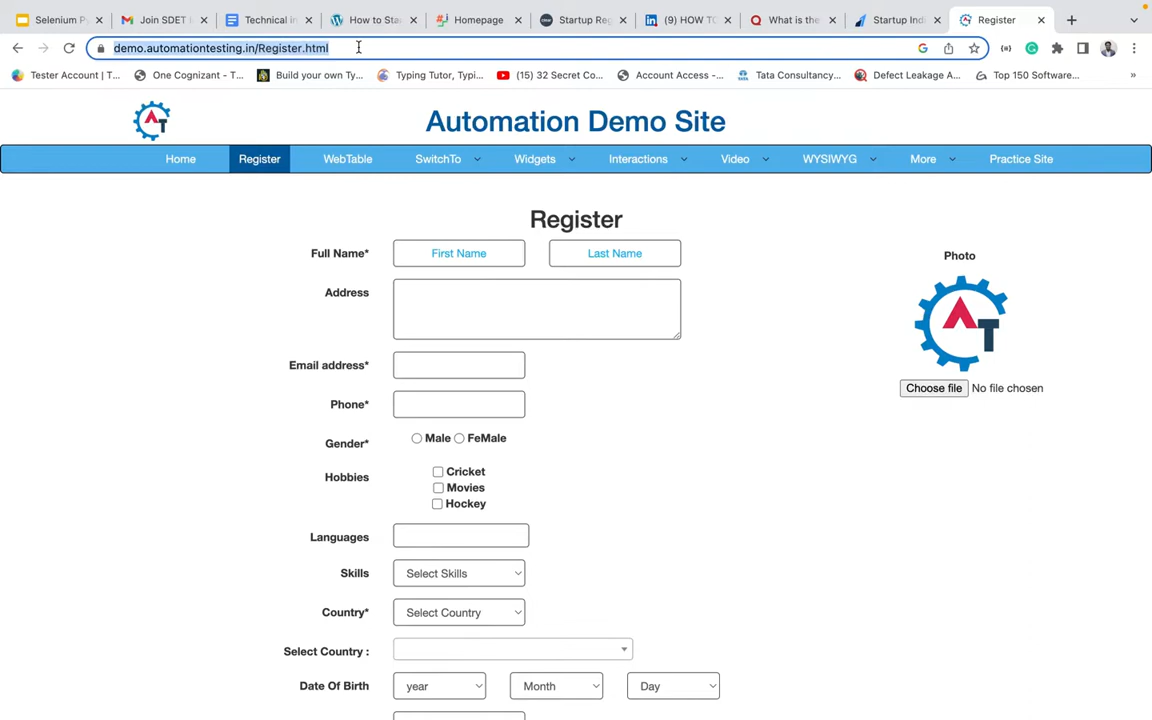 Selenium Py
Join SDET
Technical in
How to Sta
Homepage
Startup Reg
(9) HOW TO
What is the
Startup Indi
Register
demo.automationtesting.in/Register.html
Tester Account | T...
One Cognizant - T...
Build your own Ty...
Typing Tutor, Typi...
(15) 32 Secret Co...
Account Access -...
Tata Consultancy...
Defect Leakage A...
Top 150 Software...
Automation Demo Site
Home
Register
WebTable
SwitchTo
Widgets
Interactions
Video
WYSIWYG
More
Practice Site
Register
Full Name*
First Name
Last Name
Photo
Address
AT
Choose file No file chosen
Email address*
Phone*
Gender*
Male
FeMale
Hobbies
Cricket
Movies
Hockey
Languages
Skills
Select Skills
Country*
Select Country
Select Country :
Date Of Birth
year
Month
Day